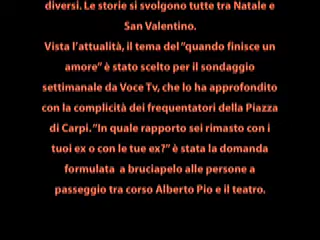 diversi. Le storie si svolgono tutte tra Natale e
San Valentino.
Vista l'attualità, il tema del "quando finisce un
amore" è stato scelto per il sondaggio
settimanale da Voce Tv, che lo ha approfondito
con la complicità dei frequentatori della Piazza
di Carpi. "In quale rapporto sei rimasto con i
tuoi ex o con le tue ex?" è stata la domanda
formulata a bruciapelo alle persone a
passeggio tra corso Alberto Pio e il teatro.